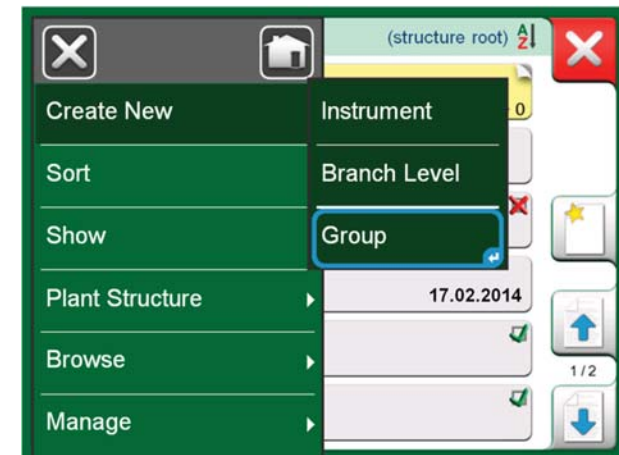 (structure root) A Z
Create New
Instrument
0
Sort
Branch Level
Show
Group
Plant Structure
17.02.2014
Browse
1/2
Manage